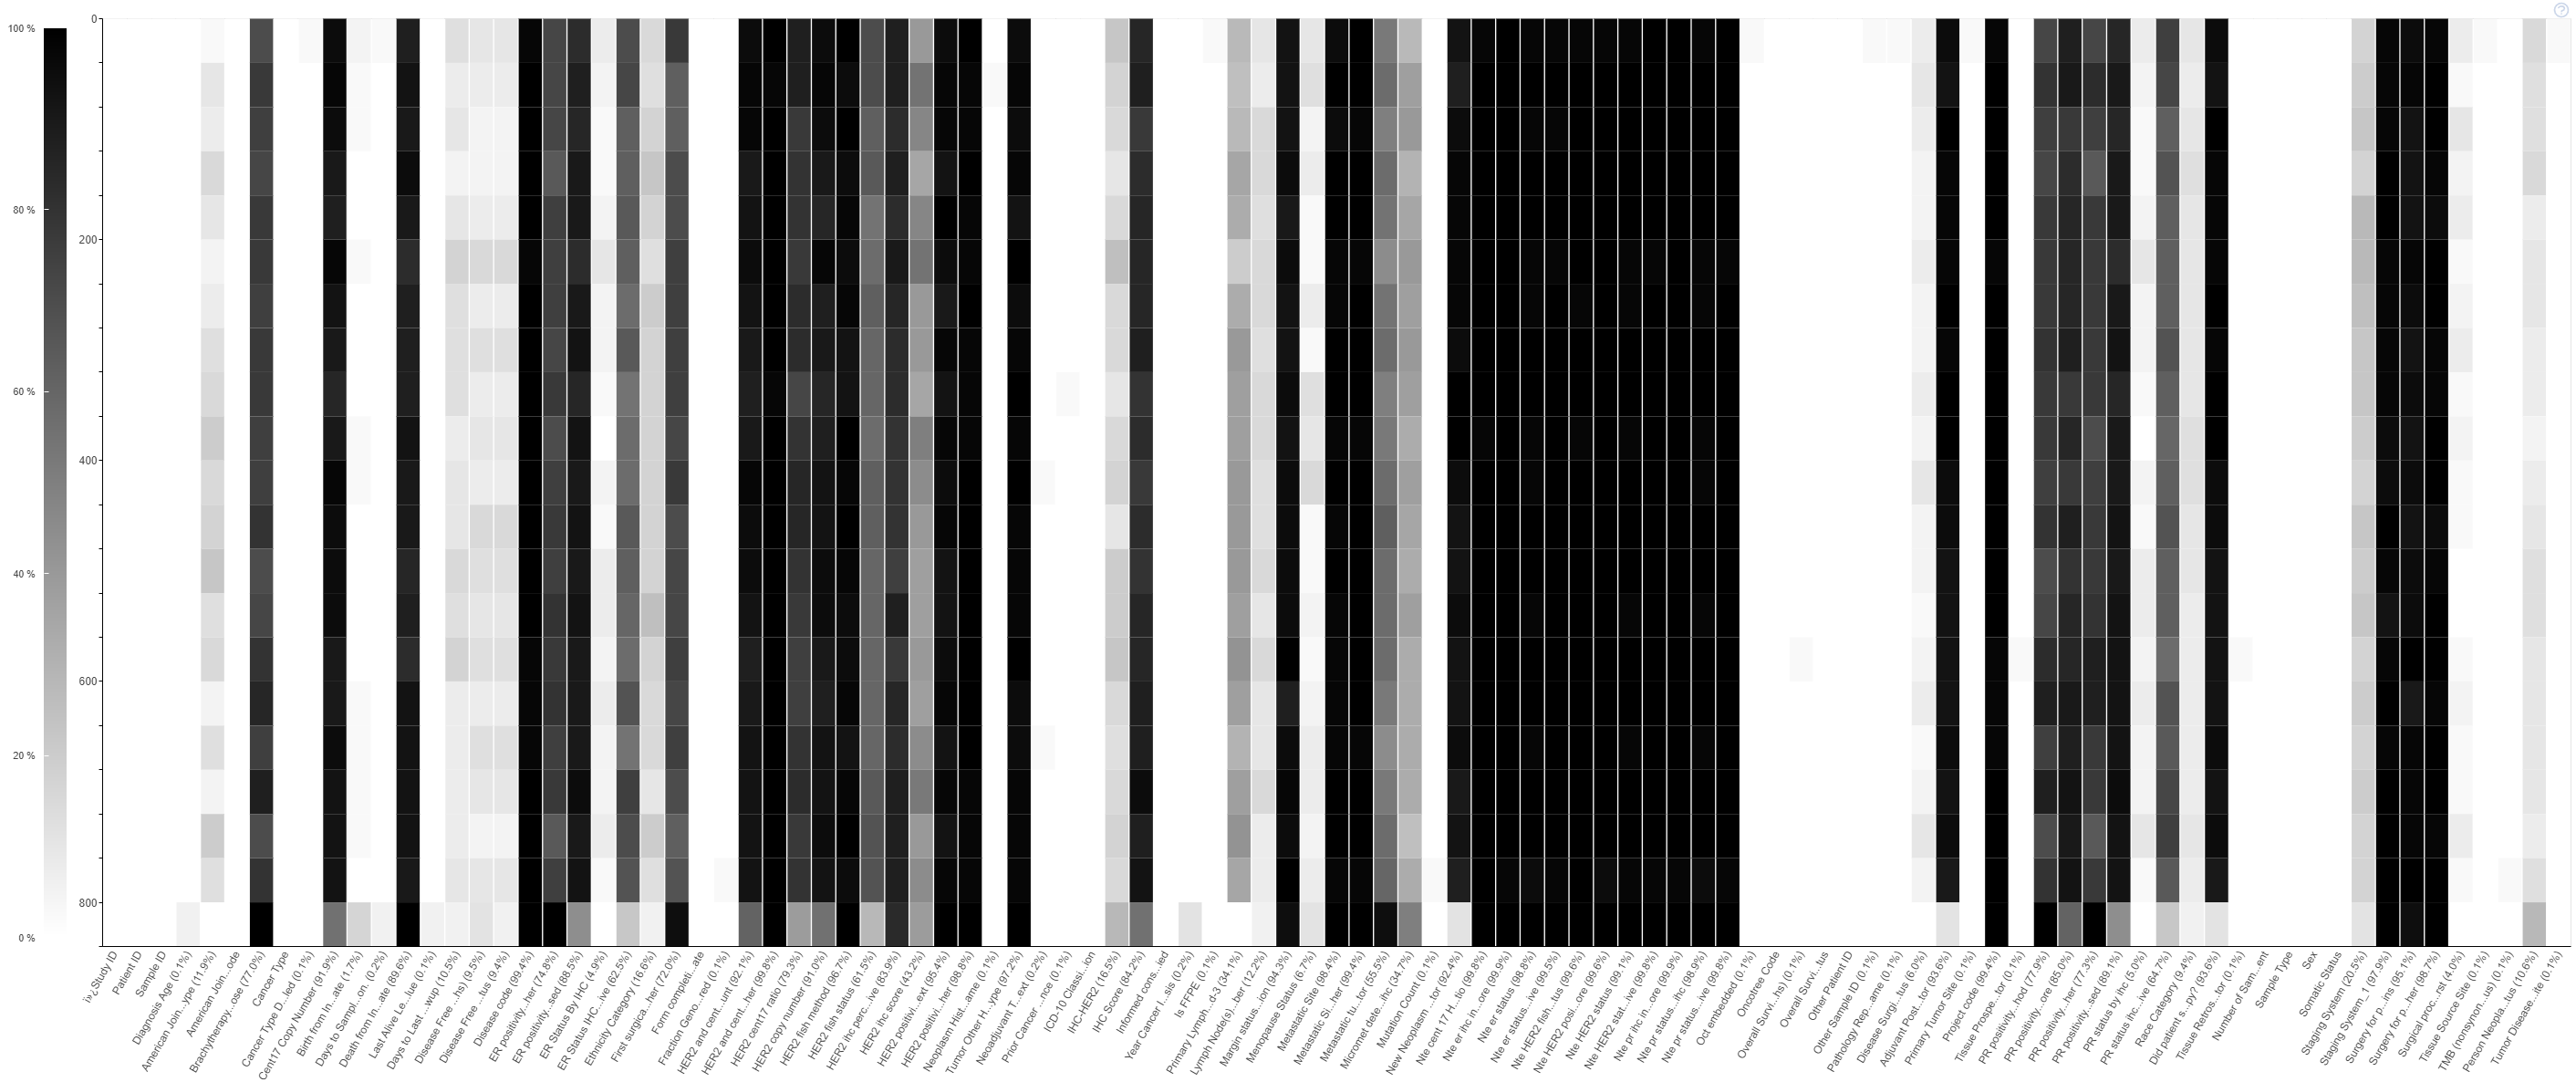 ?
100 %
80 %
60 %
40 %
20 %
0 %
0
200
400
600
800
ï»¿Study ID
Patient ID
Sample ID
Diagnosis Age (0.1%)
American Join...ype (11.9%)
American Join...ode
Brachytherapy...ose (77.0%)
Cancer Type
Cancer Type D...led (0.1%)
Cent17 Copy Number (91.9%)
Birth from In...ate (1.7%)
Days to Sampl...on. (0.2%)
Death from In...ate (89.6%)
Last Alive Le...lue (0.1%)
Days to Last ...wup (10.5%)
Disease Free ...hs) (9.5%)
Disease Free ...tus (9.4%)
Disease code (99.4%)
ER positivity...her (74.8%)
ER positivity...sed (88.5%)
ER Status By IHC (4.9%)
ER Status IHC...ive (62.5%)
Ethnicity Category (16.6%)
First surgica...her (72.0%)
Form completi...ate
Fraction Geno...red (0.1%)
HER2 and cent...unt (92.1%)
HER2 and cent...her (99.8%)
HER2 cent17 ratio (79.3%)
HER2 copy number (91.0%)
HER2 fish method (96.7%)
HER2 fish status (61.5%)
HER2 ihc perc...ive (83.9%)
HER2 ihc score (43.2%)
HER2 positivi...ext (95.4%)
HER2 positivi...her (98.8%)
Neoplasm Hist...ame (0.1%)
Tumor Other H...ype (97.2%)
Neoadjuvant T...ext (0.2%)
Prior Cancer ...nce (0.1%)
ICD-10 Classi...ion
IHC-HER2 (16.5%)
IHC Score (84.2%)
Informed cons...ied
Year Cancer I...sis (0.2%)
Is FFPE (0.1%)
Primary Lymph...d-3 (34.1%)
Lymph Node(s)...ber (12.2%)
Margin status...ion (94.3%)
Menopause Status (6.7%)
Metastatic Site (98.4%)
Metastatic Si...her (99.4%)
Metastatic tu...tor (55.5%)
Micromet dete...ihc (34.7%)
Mutation Count (0.1%)
New Neoplasm ...tor (92.4%)
Nte cent 17 H...tio (99.8%)
Nte er ihc in...ore (99.9%)
Nte er status (98.8%)
Nte er status...ive (99.5%)
Nte HER2 fish...tus (99.6%)
Nte HER2 posi...ore (99.6%)
Nte HER2 status (99.1%)
Nte HER2 stat...ive (99.8%)
Nte pr ihc in...ore (99.9%)
Nte pr status...ihc (98.9%)
Nte pr status...ive (99.8%)
Oct embedded (0.1%)
Oncotree Code
Overall Survi...hs) (0.1%)
Overall Survi...tus
Other Patient ID
Other Sample ID (0.1%)
Pathology Rep...ame (0.1%)
Disease Surgi...tus (6.0%)
Adjuvant Post...tor (93.6%)
Primary Tumor Site (0.1%)
Project code (99.4%)
Tissue Prospe...tor (0.1%)
PR positivity...hod (77.9%)
PR positivity...ore (85.0%)
PR positivity...her (77.3%)
PR positivity...sed (89.1%)
PR status by ihc (5.0%)
PR status ihc...ive (64.7%)
Race Category (9.4%)
Did patient s...py? (93.6%)
Tissue Retros...tor (0.1%)
Number of Sam...ent
Sample Type
Sex
Somatic Status
Staging System (20.5%)
Staging System_1 (97.9%)
Surgery for p...ins (95.1%)
Surgery for p...her (98.7%)
Surgical proc...rst (4.0%)
Tissue Source Site (0.1%)
TMB (nonsynon...us) (0.1%)
Person Neopla...tus (10.6%)
Tumor Disease...ite (0.1%)